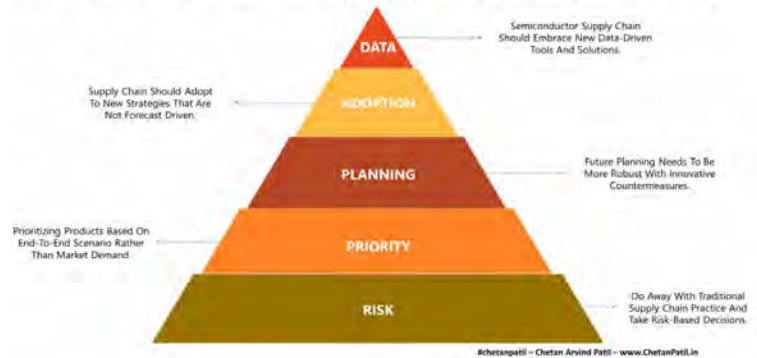 DATA
Semiconductor Supply Chain
Should Embrace New Data-Driven
Tools And Solutions.
Supply Chain Should Adopt
To New Strategies That Are
Not Forecast Driven.
ADOPTION
PLANNING
Future Planning Needs To Be
More Robust With Innovative
Countermeasures.
Prioritizing Products Based On
End-To-End Scenario Rather
Than Market Demand.
PRIORITY
RISK
Do Away With Traditional
Supply Chain Practice And
Take Risk-Based Decisions.
#chetanpatil – Chetan Arvind Patil – www.ChetanPatil.in